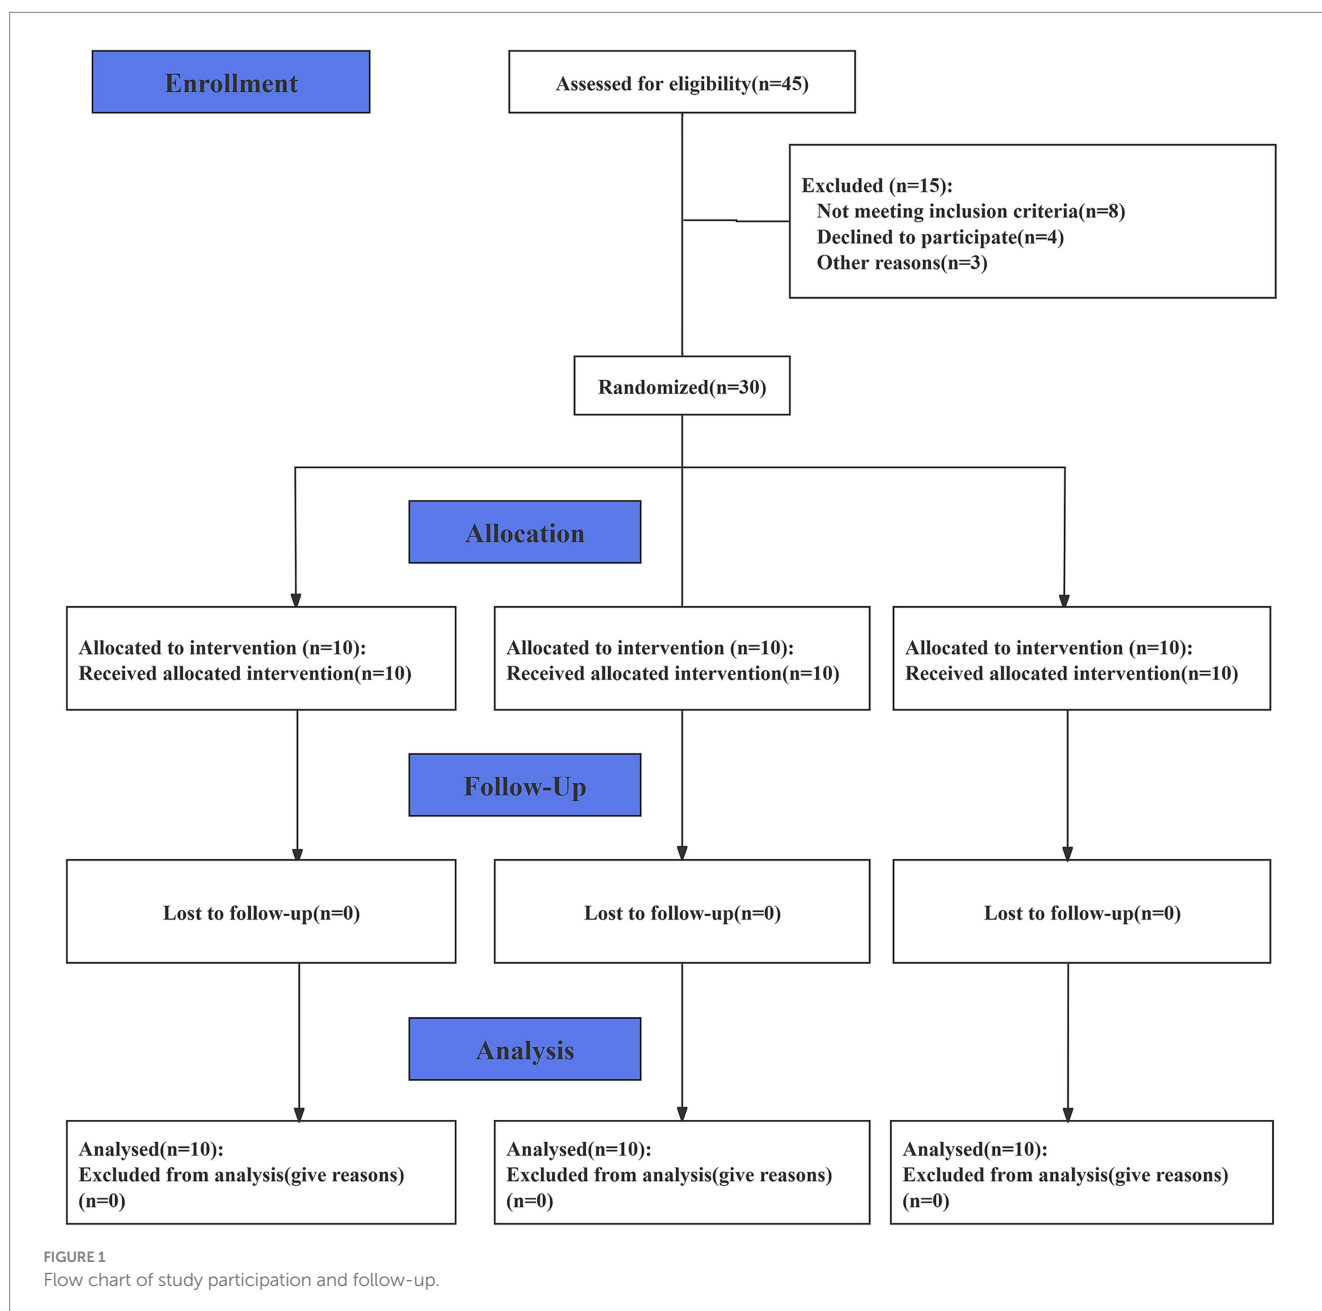 Enrollment
Assessed for eligibility(n=45)
Excluded (n=15):
Not meeting inclusion criteria(n=8)
Declined to participate(n=4)
Other reasons(n=3)
Randomized(n=30)
Allocation
Allocated to intervention (n=10):
Received allocated intervention(n=10)
Allocated to intervention (n=10):
Received allocated intervention(n=10)
Allocated to intervention (n=10):
Received allocated intervention(n=10)
Follow-Up
Lost to follow-up(n=0)
Lost to follow-up(n=0)
Lost to follow-up(n=0)
Analysis
Analysed(n=10):
Excluded from analysis(give reasons)
(n=0)
Analysed(n=10):
Excluded from analysis(give reasons)
(n=0)
Analysed(n=10):
Excluded from analysis(give reasons)
(n=0)
FIGURE 1
Flow chart of study participation and follow-up.